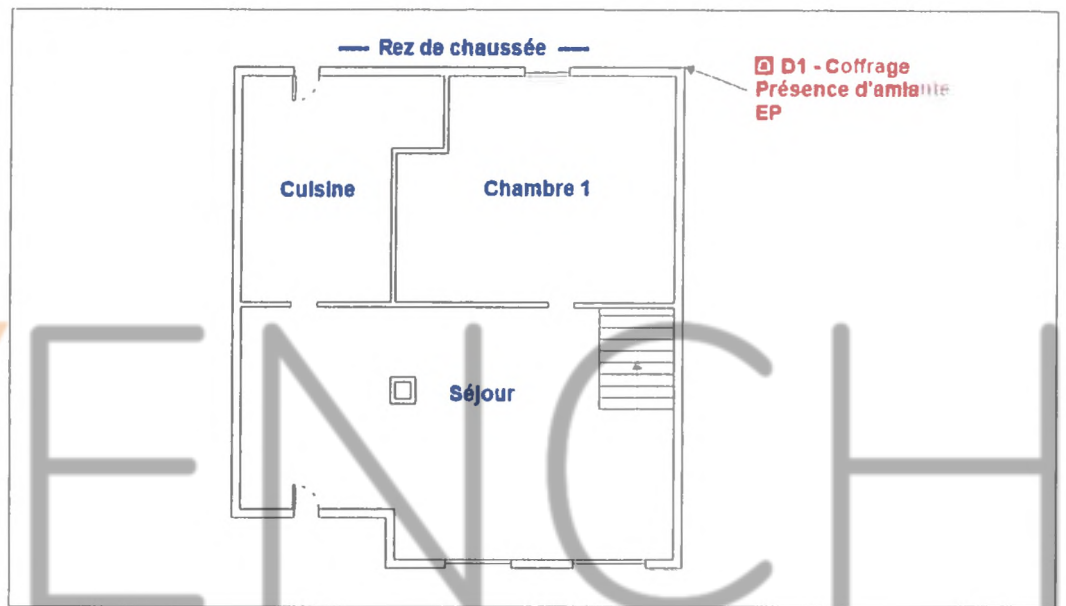 — Rez de chaussée —
D1 - Coffrage
Présence d'amiante
EP
Cuisine
Chambre 1
Séjour
ENCH